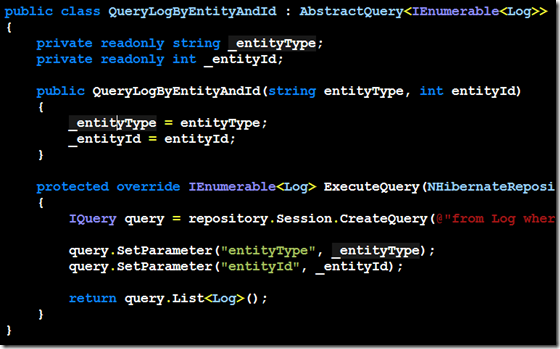 public class QueryLogByEntityAndId : AbstractQuery<IEnumerable<Log>>
{
    private readonly string _entityType;
    private readonly int _entityId;

    public QueryLogByEntityAndId(string entityType, int entityId)
    {
        _entityType = entityType;
        _entityId = entityId;
    }

    protected override IEnumerable<Log> ExecuteQuery(
    {
        IQuery query = repository.Session.CreateQuery(@"from Log

        query.SetParameter("entityType", _entityType);
        query.SetParameter("entityId", _entityId);

        return query.List<Log>();
    }
}